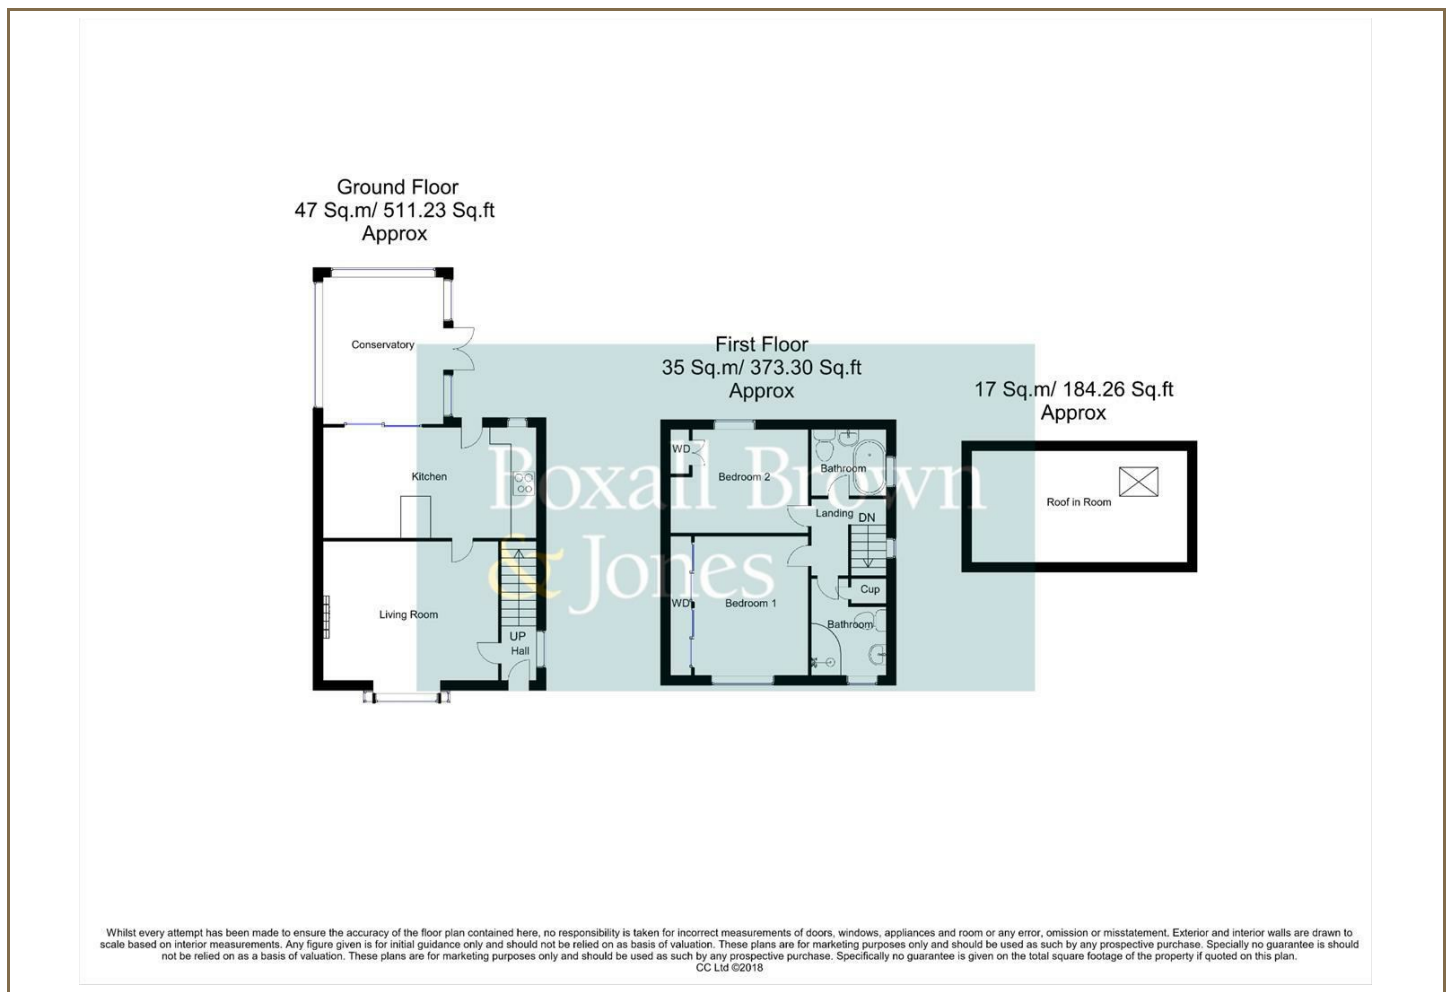 Ground Floor
47 Sq.m/ 511.23 Sq.ft
Approx
Conservatory
Kitchen
Living Room
UP
Hall
First Floor
35 Sq.m/ 373.30 Sq.ft
Approx
WD
Bedroom 2
Bathroom
Landing
DN
WD
Bedroom 1
Cup
Bathroom
17 Sq.m/ 184.26 Sq.ft
Approx
Roof in Room
Boxall Brown
& Jones
Whilst every attempt has been made to ensure the accuracy of the floor plan contained here, no responsibility is taken for incorrect measurements of doors, windows, appliances and room or any error, omission or misstatement. Exterior and interior walls are drawn to
scale based on interior measurements. Any figure given is for initial guidance only and should not be relied on as basis of valuation. These plans are for marketing purposes only and should be used as such by any prospective purchase. Specially no guarantee is should
not be relied on as a basis of valuation. These plans are for marketing purposes only and should be used as such by any prospective purchase. Specifically no guarantee is given on the total square footage of the property if quoted on this plan.
CC Ltd ©2018